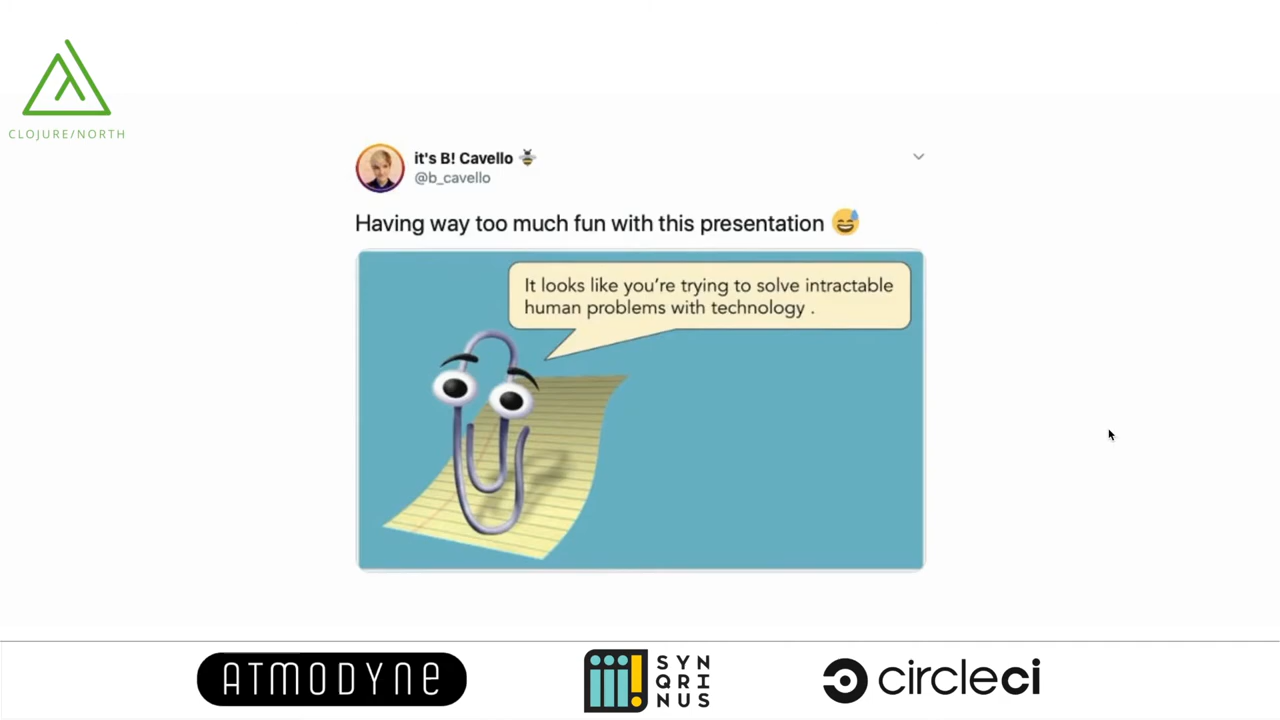 CLOJURE/NORTH
it's B! Cavello 🐝
@b_cavello
Having way too much fun with this presentation 😅
It looks like you're trying to solve intractable
human problems with technology .
ATMODYNE
SYN
QRI
NUS
circleci